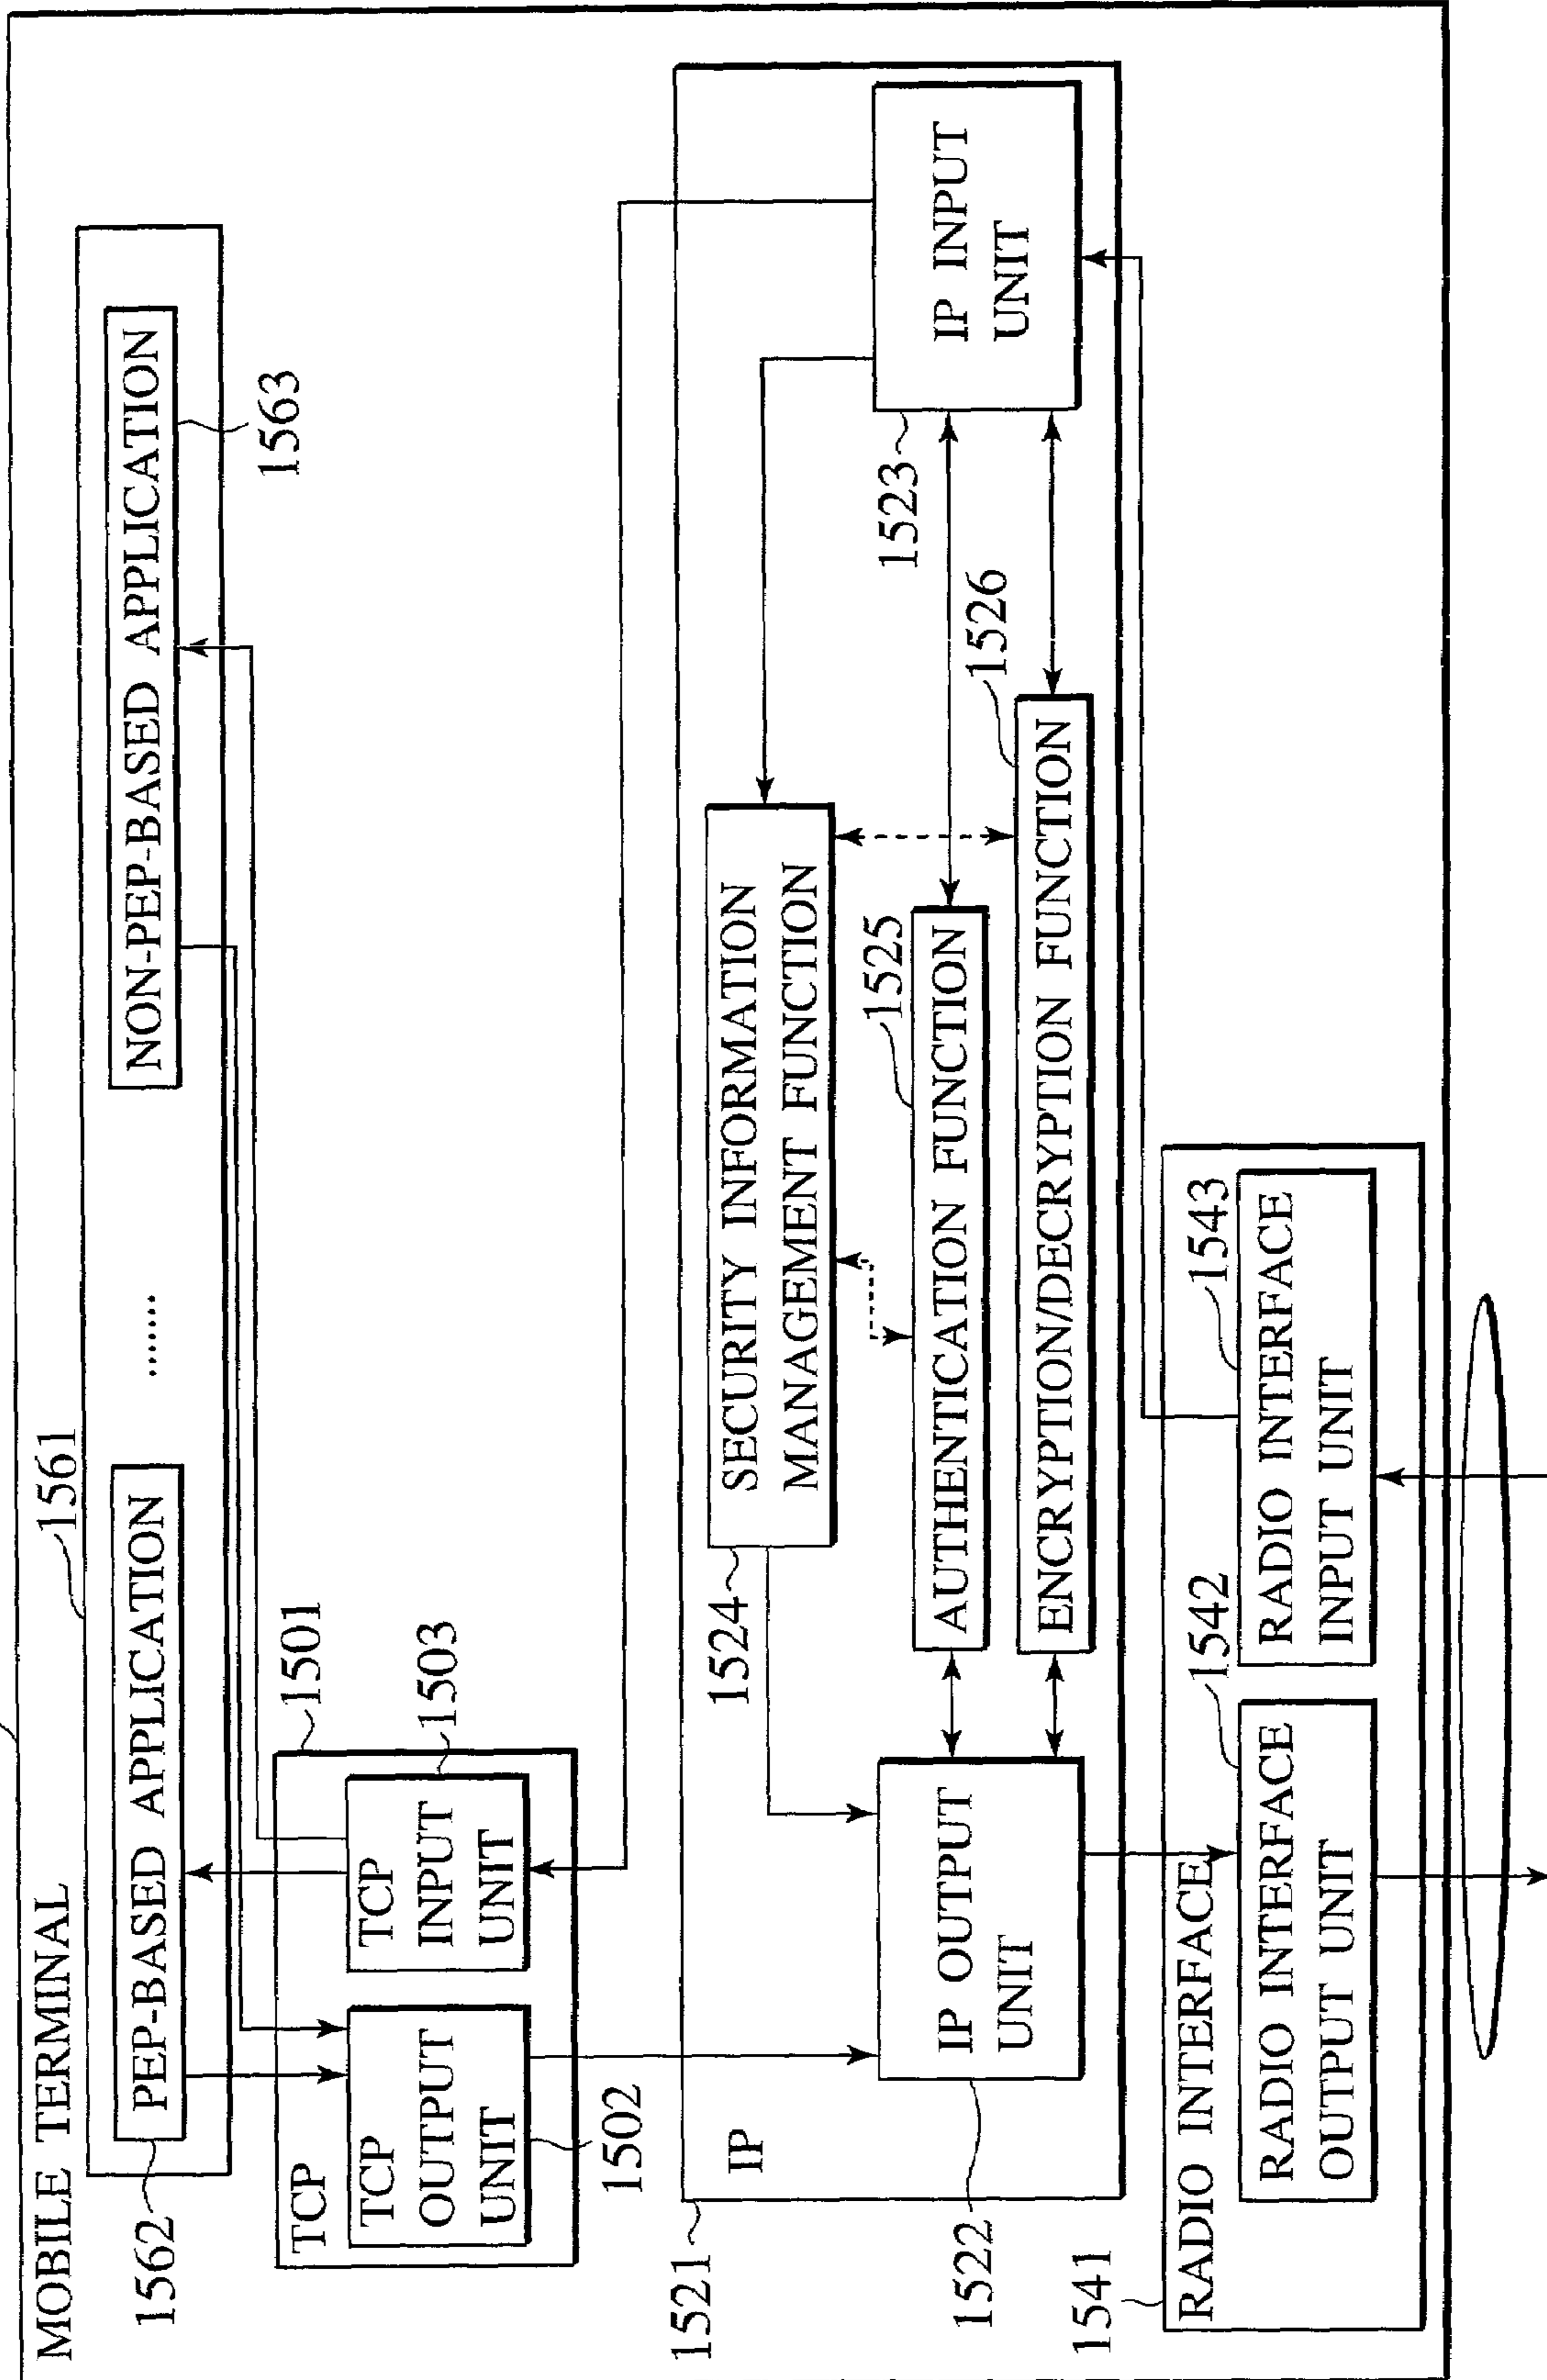 MOBILE TERMINAL
1561
1562
PEP-BASED APPLICATION
.......
NON-PEP-BASED APPLICATION
1563
1501
TCP
TCP
OUTPUT
UNIT
1502
TCP
INPUT
UNIT
1503
1521
IP
1524
SECURITY INFORMATION
MANAGEMENT FUNCTION
1525
AUTHENTICATION FUNCTION
1526
ENCRYPTION/DECRYPTION FUNCTION
1522
IP OUTPUT
UNIT
1523
IP INPUT
UNIT
1541
RADIO INTERFACE
1542
RADIO INTERFACE
OUTPUT UNIT
1543
RADIO INTERFACE
INPUT UNIT